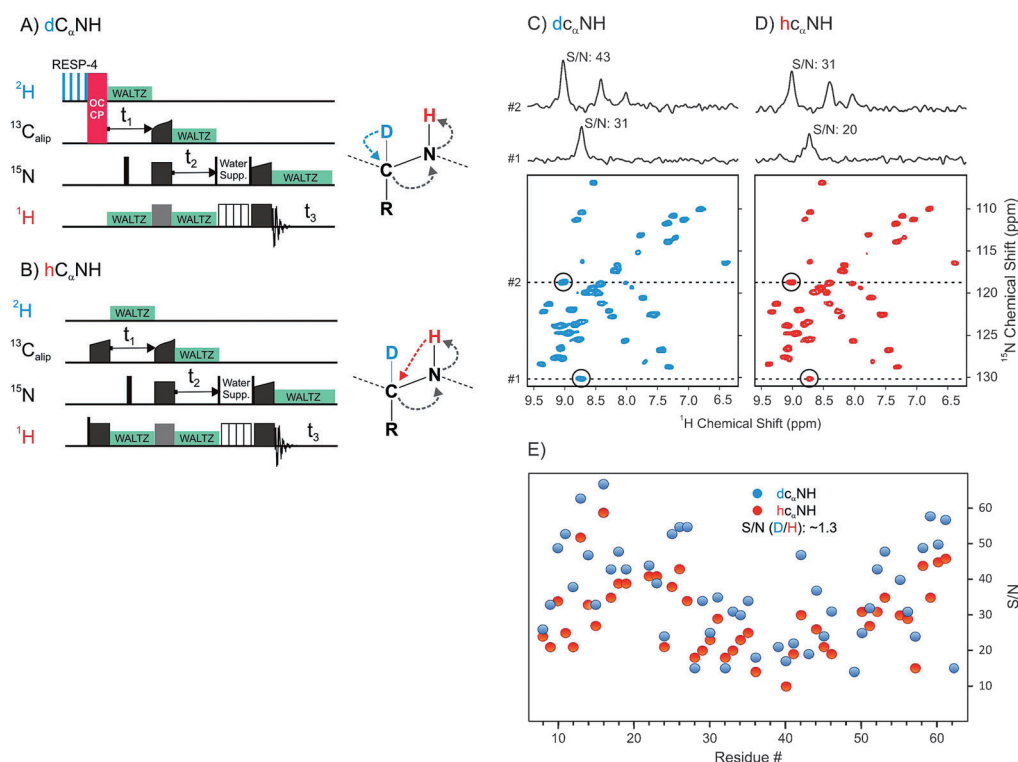 A) dCαNH
RESP-4
²H
OC
CP
WALTZ
¹³Calip
t₁
WALTZ
¹⁵N
t₂
Water
Supp.
WALTZ
¹H
WALTZ
WALTZ
t₃
D
H
C
N
R
B) hCαNH
²H
WALTZ
¹³Calip
t₁
WALTZ
¹⁵N
t₂
Water
Supp.
WALTZ
¹H
WALTZ
WALTZ
t₃
D
H
C
N
R
C) dcαNH
S/N: 43
#2
S/N: 31
#1
#2
#1
9.5 9.0 8.5 8.0 7.5 7.0 6.5
D) hcαNH
S/N: 31
S/N: 20
110
115
120
125
130
¹⁵N Chemical Shift (ppm)
9.5 9.0 8.5 8.0 7.5 7.0 6.5
¹H Chemical Shift (ppm)
E)
dcαNH
hcαNH
S/N (D/H): ~1.3
60
50
40
30
20
10
S/N
10 20 30 40 50 60
Residue #